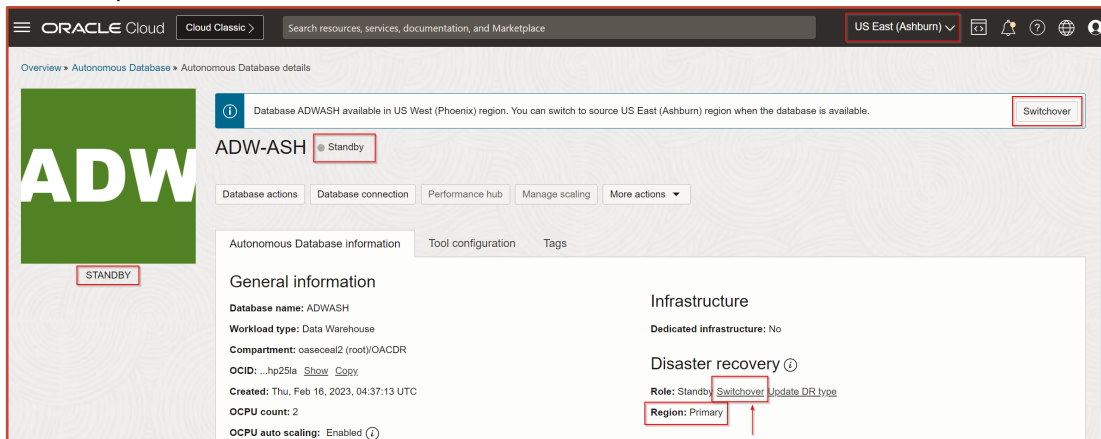 ORACLE Cloud Cloud Classic > Search resources, services, documentation, and Marketplace US East (Ashburn)
Overview » Autonomous Database » Autonomous Database details
Database ADWASH available in US West (Phoenix) region. You can switch to source US East (Ashburn) region when the database is available. Switchover
ADW
STANDBY
ADW-ASH Standby
Database actions Database connection Performance hub Manage scaling More actions
Autonomous Database information Tool configuration Tags
General information
Database name: ADWASH
Workload type: Data Warehouse
Compartment: oaseceal2 (root)/OACDR
OCID: ...hp25la Show Copy
Created: Thu, Feb 16, 2023, 04:37:13 UTC
OCPU count: 2
OCPU auto scaling: Enabled
Infrastructure
Dedicated infrastructure: No
Disaster recovery
Role: Standby Switchover Update DR type
Region: Primary